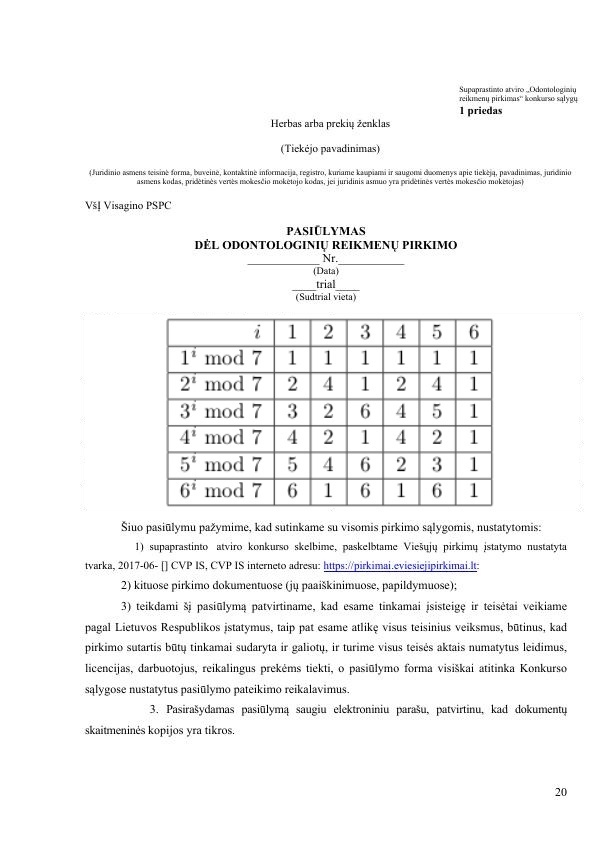 Supaprastinto atviro „Odontologinių
reikmenų pirkimas“ konkurso sąlygų
1 priedas
Herbas arba prekių ženklas
(Tiekėjo pavadinimas)
(Juridinio asmens teisinė forma, buveinė, kontaktinė informacija, registro, kuriame kaupiami ir saugomi duomenys apie tiekėją, pavadinimas, juridinio
asmens kodas, pridėtinės vertės mokesčio mokėtojo kodas, jei juridinis asmuo yra pridėtinės vertės mokesčio mokėtojas)
VšĮ Visagino PSPC
PASIŪLYMAS
DĖL ODONTOLOGINIŲ REIKMENŲ PIRKIMO
____________ Nr.___________
(Data)
____trial____
(Sudtrial vieta)
i 1 2 3 4 5 6
1^i mod 7 1 1 1 1 1 1
2^i mod 7 2 4 1 2 4 1
3^i mod 7 3 2 6 4 5 1
4^i mod 7 4 2 1 4 2 1
5^i mod 7 5 4 6 2 3 1
6^i mod 7 6 1 6 1 6 1
Šiuo pasiūlymu pažymime, kad sutinkame su visomis pirkimo sąlygomis, nustatytomis:
1) supaprastinto atviro konkurso skelbime, paskelbtame Viešųjų pirkimų įstatymo nustatyta
tvarka, 2017-06- [] CVP IS, CVP IS interneto adresu: https://pirkimai.eviesiejipirkimai.lt:
2) kituose pirkimo dokumentuose (jų paaiškinimuose, papildymuose);
3) teikdami šį pasiūlymą patvirtiname, kad esame tinkamai įsisteigę ir teisėtai veikiame
pagal Lietuvos Respublikos įstatymus, taip pat esame atlikę visus teisinius veiksmus, būtinus, kad
pirkimo sutartis būtų tinkamai sudaryta ir galiotų, ir turime visus teisės aktais numatytus leidimus,
licencijas, darbuotojus, reikalingus prekėms tiekti, o pasiūlymo forma visiškai atitinka Konkurso
sąlygose nustatytus pasiūlymo pateikimo reikalavimus.
3. Pasirašydamas pasiūlymą saugiu elektroniniu parašu, patvirtinu, kad dokumentų
skaitmeninės kopijos yra tikros.
20